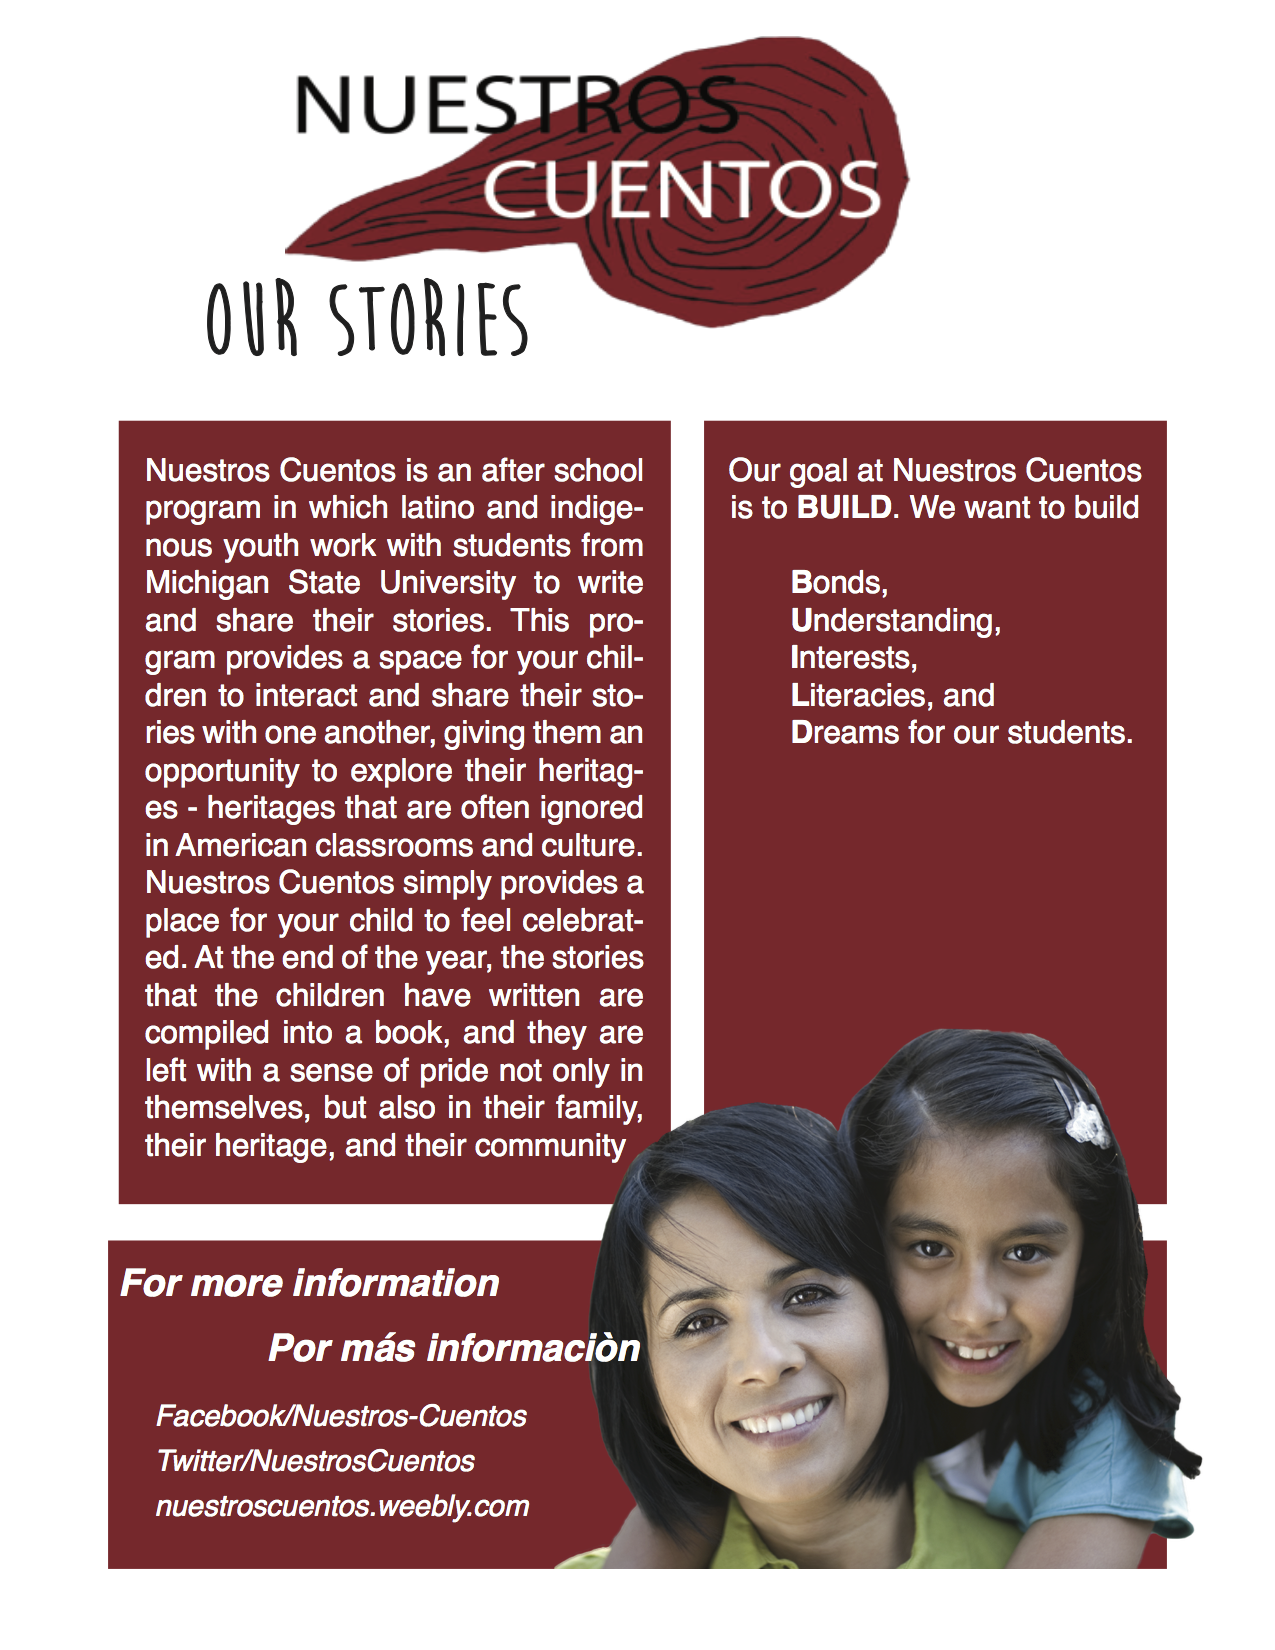 NUESTROS
CUENTOS
OUR STORIES
Nuestros Cuentos is an after school
program in which latino and indige-
nous youth work with students from
Michigan State University to write
and share their stories. This pro-
gram provides a space for your chil-
dren to interact and share their sto-
ries with one another, giving them an
opportunity to explore their heritag-
es - heritages that are often ignored
in American classrooms and culture.
Nuestros Cuentos simply provides a
place for your child to feel celebrat-
ed. At the end of the year, the stories
that the children have written are
compiled into a book, and they are
left with a sense of pride not only in
themselves, but also in their family,
their heritage, and their community
Our goal at Nuestros Cuentos
is to BUILD. We want to build
Bonds,
Understanding,
Interests,
Literacies, and
Dreams for our students.
For more information
Por más informaciòn
Facebook/Nuestros-Cuentos
Twitter/NuestrosCuentos
nuestroscuentos.weebly.com